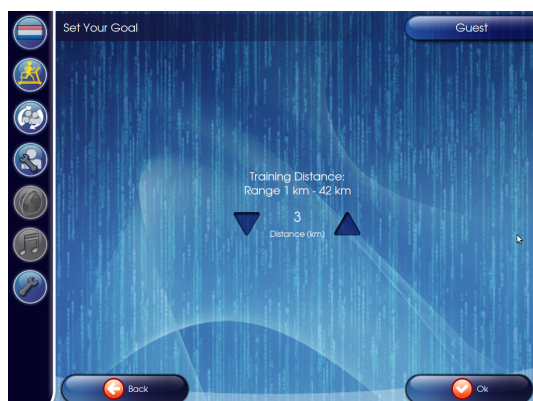 Set Your Goal
Guest
Training Distance:
Range 1 km - 42 km
3
Distance (km)
Back
Ok